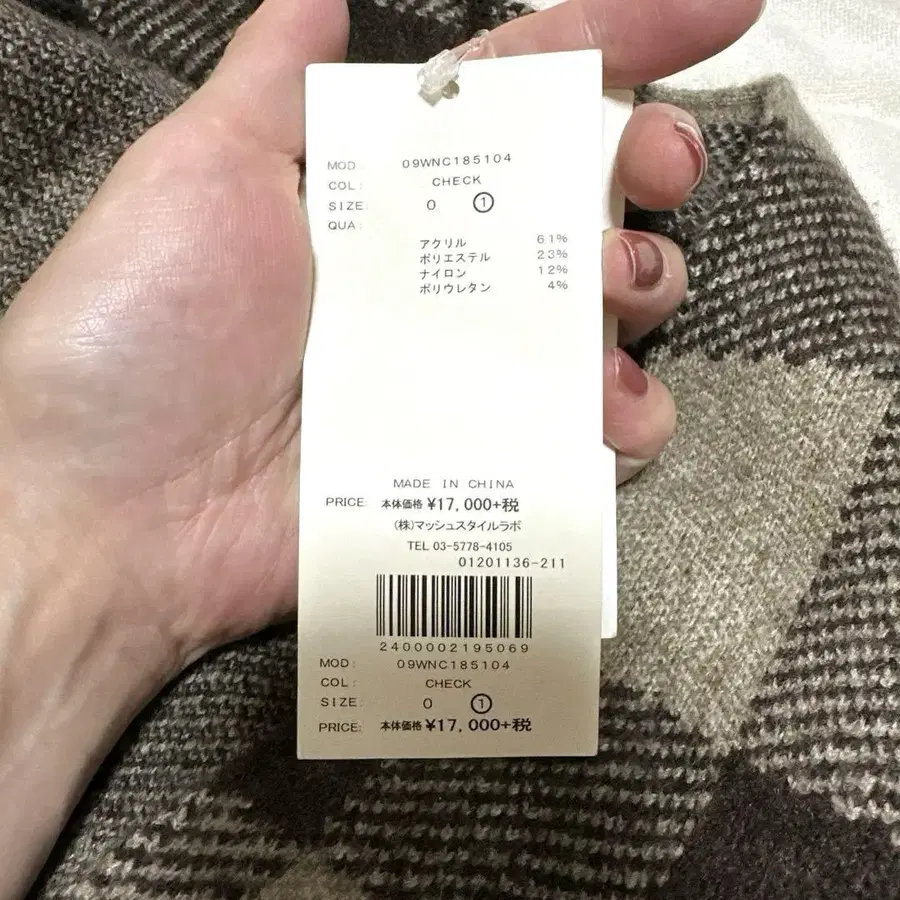 MOD: 09WNC185104
COL: CHECK
SIZE: 0 ①
QUA:
アクリル 61%
ポリエステル 23%
ナイロン 12%
ポリウレタン 4%
MADE IN CHINA
PRICE: 本体価格 ¥17,000+税
(株)マッシュスタイルラボ
TEL 03-5778-4105
01201136-211
2400002195069
MOD: 09WNC185104
COL: CHECK
SIZE: 0 ①
PRICE: 本体価格 ¥17,000+税